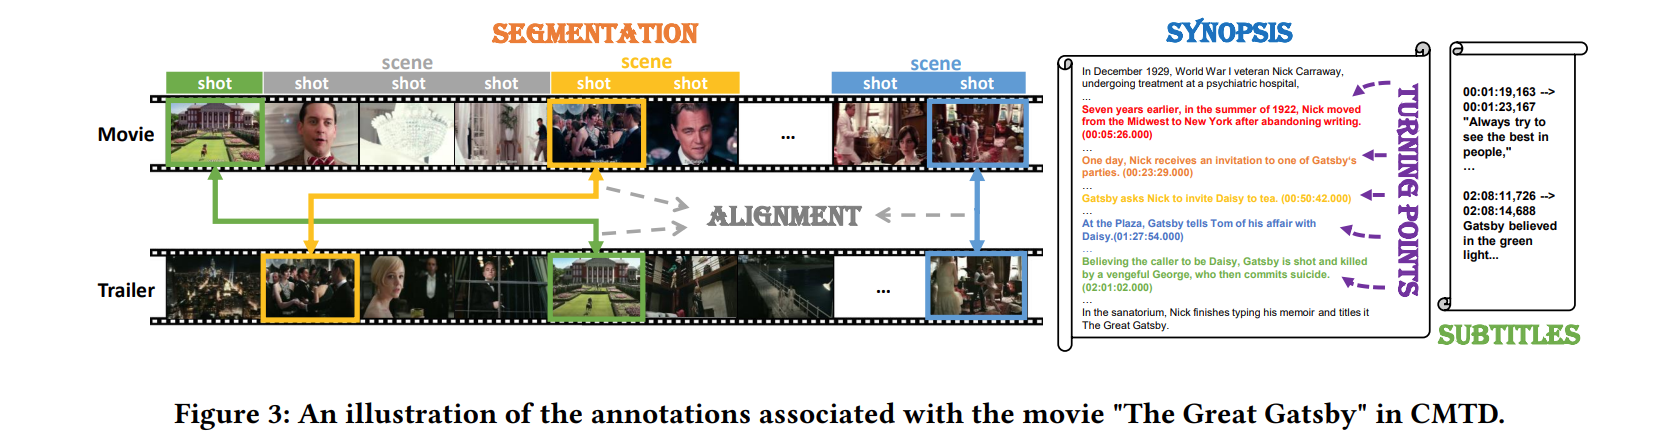 SEGMENTATION
scene
scene
scene
shot shot shot shot shot shot shot shot
Movie
...
ALIGNMENT
Trailer
...
SYNOPSIS
In December 1929, World War I veteran Nick Carraway,
undergoing treatment at a psychiatric hospital,
...
Seven years earlier, in the summer of 1922, Nick moved
from the Midwest to New York after abandoning writing.
(00:05:26.000)
...
One day, Nick receives an invitation to one of Gatsby's
parties. (00:23:29.000)
...
Gatsby asks Nick to invite Daisy to tea. (00:50:42.000)
...
At the Plaza, Gatsby tells Tom of his affair with
Daisy.(01:27:54.000)
...
Believing the caller to be Daisy, Gatsby is shot and killed
by a vengeful George, who then commits suicide.
(02:01:02.000)
...
In the sanatorium, Nick finishes typing his memoir and titles it
The Great Gatsby.
TURNING POINTS
00:01:19,163 -->
00:01:23,167
"Always try to
see the best in
people,"
...
02:08:11,726 -->
02:08:14,688
Gatsby believed
in the green
light...
SUBTITLES
Figure 3: An illustration of the annotations associated with the movie "The Great Gatsby" in CMTD.